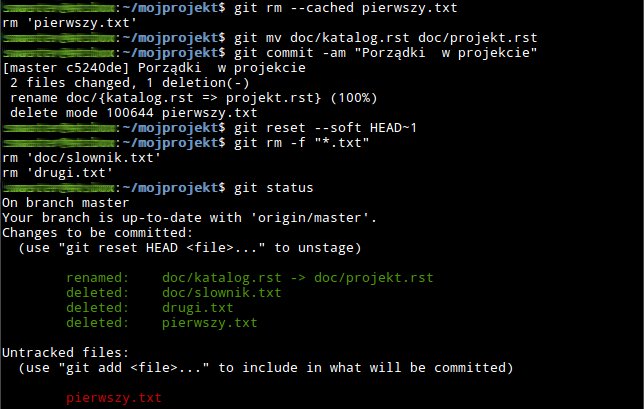 :~/mojprojekt$ git rm --cached pierwszy.txt
rm 'pierwszy.txt'
:~/mojprojekt$ git mv doc/katalog.rst doc/projekt.rst
:~/mojprojekt$ git commit -am "Porządki  w projekcie"
[master c5240de] Porządki  w projekcie
 2 files changed, 1 deletion(-)
 rename doc/{katalog.rst => projekt.rst} (100%)
 delete mode 100644 pierwszy.txt
:~/mojprojekt$ git reset --soft HEAD~1
:~/mojprojekt$ git rm -f "*.txt"
rm 'doc/slownik.txt'
rm 'drugi.txt'
:~/mojprojekt$ git status
On branch master
Your branch is up-to-date with 'origin/master'.
Changes to be committed:
  (use "git reset HEAD <file>..." to unstage)

        renamed:    doc/katalog.rst -> doc/projekt.rst
        deleted:    doc/slownik.txt
        deleted:    drugi.txt
        deleted:    pierwszy.txt

Untracked files:
  (use "git add <file>..." to include in what will be committed)

        pierwszy.txt